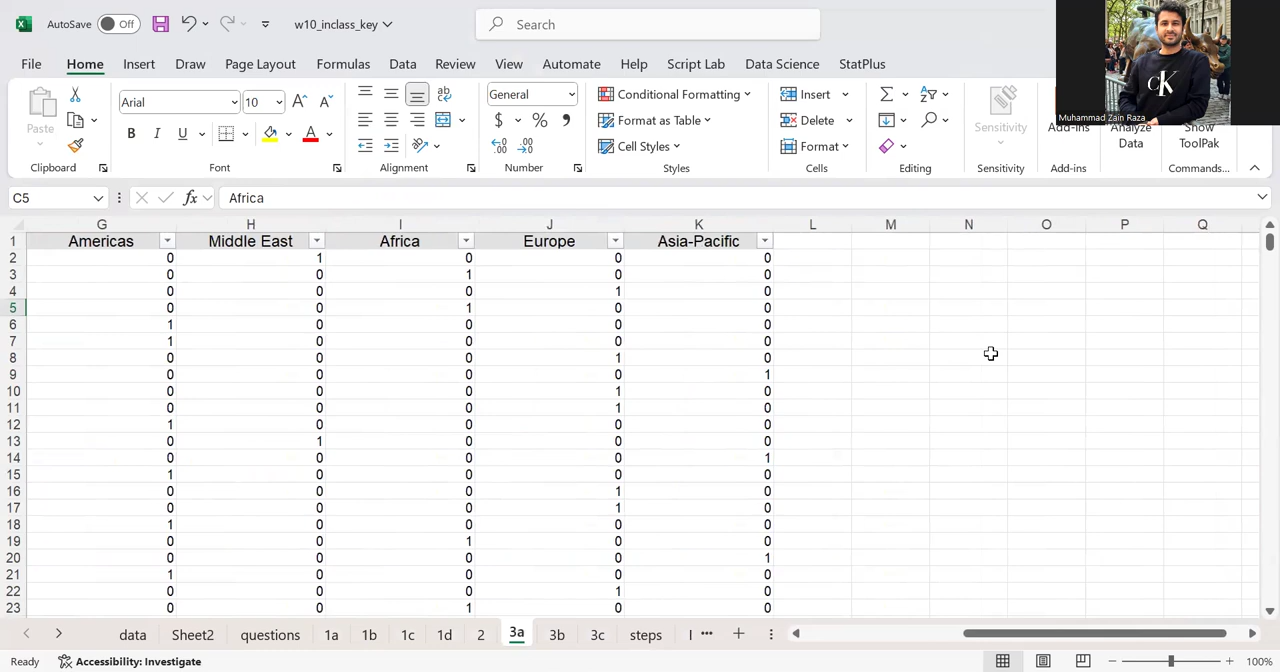 AutoSave Off w10_inclass_key Search
File Home Insert Draw Page Layout Formulas Data Review View Automate Help Script Lab Data Science StatPlus
Muhammad Zain Raza
Paste
Clipboard
Arial 10
B I U
Font
ab
Alignment
General
$ % ,
Number
Conditional Formatting
Format as Table
Cell Styles
Styles
Insert
Delete
Format
Cells
Editing
Sensitivity
Sensitivity
Add-ins
Add-ins
Analyze
Data
Show
ToolPak
Commands...
C5 fx Africa
G H I J K L M N O P Q
1 Americas Middle East Africa Europe Asia-Pacific
2 0 1 0 0 0
3 0 0 1 0 0
4 0 0 0 1 0
5 0 0 1 0 0
6 1 0 0 0 0
7 1 0 0 0 0
8 0 0 0 1 0
9 0 0 0 0 1
10 0 0 0 1 0
11 0 0 0 1 0
12 1 0 0 0 0
13 0 1 0 0 0
14 0 0 0 0 1
15 1 0 0 0 0
16 0 0 0 1 0
17 0 0 0 1 0
18 1 0 0 0 0
19 0 0 1 0 0
20 0 0 0 0 1
21 1 0 0 0 0
22 0 0 0 1 0
23 0 0 1 0 0
data Sheet2 questions 1a 1b 1c 1d 2 3a 3b 3c steps
Ready Accessibility: Investigate 100%